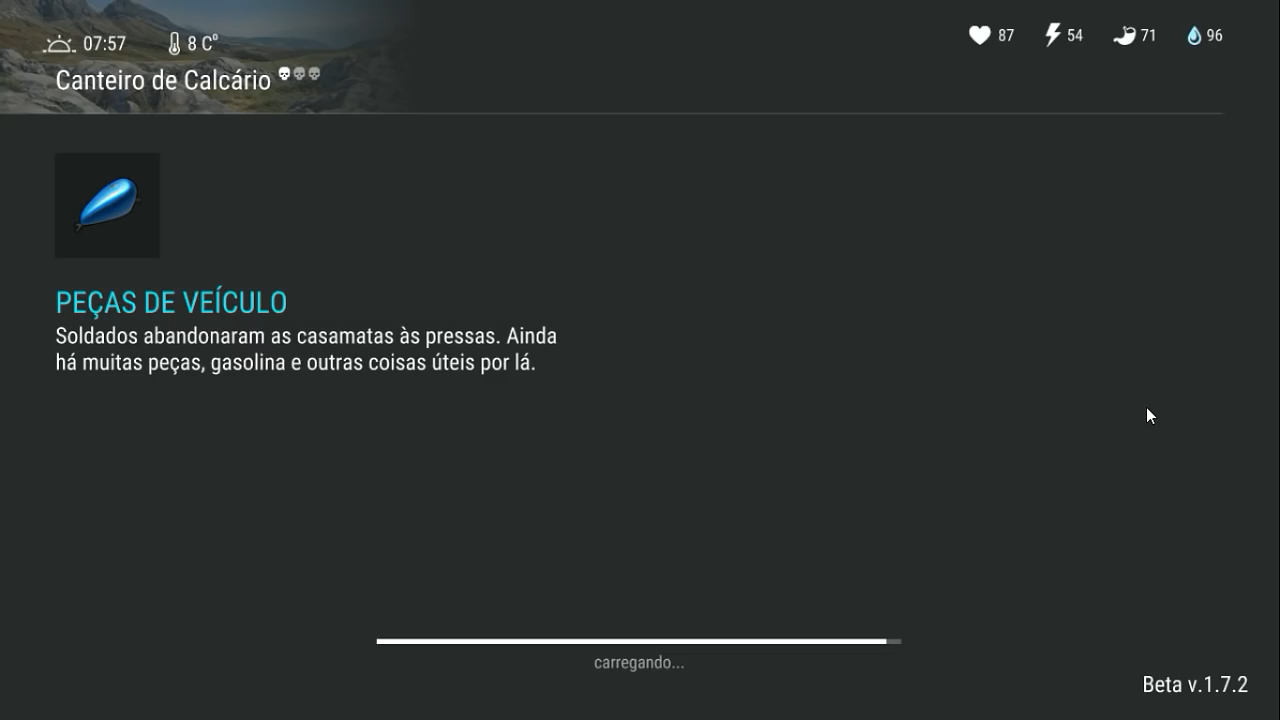 07:57
8 Cº
87
54
71
96
Canteiro de Calcário
PEÇAS DE VEÍCULO
Soldados abandonaram as casamatas às pressas. Ainda
há muitas peças, gasolina e outras coisas úteis por lá.
carregando...
Beta v.1.7.2